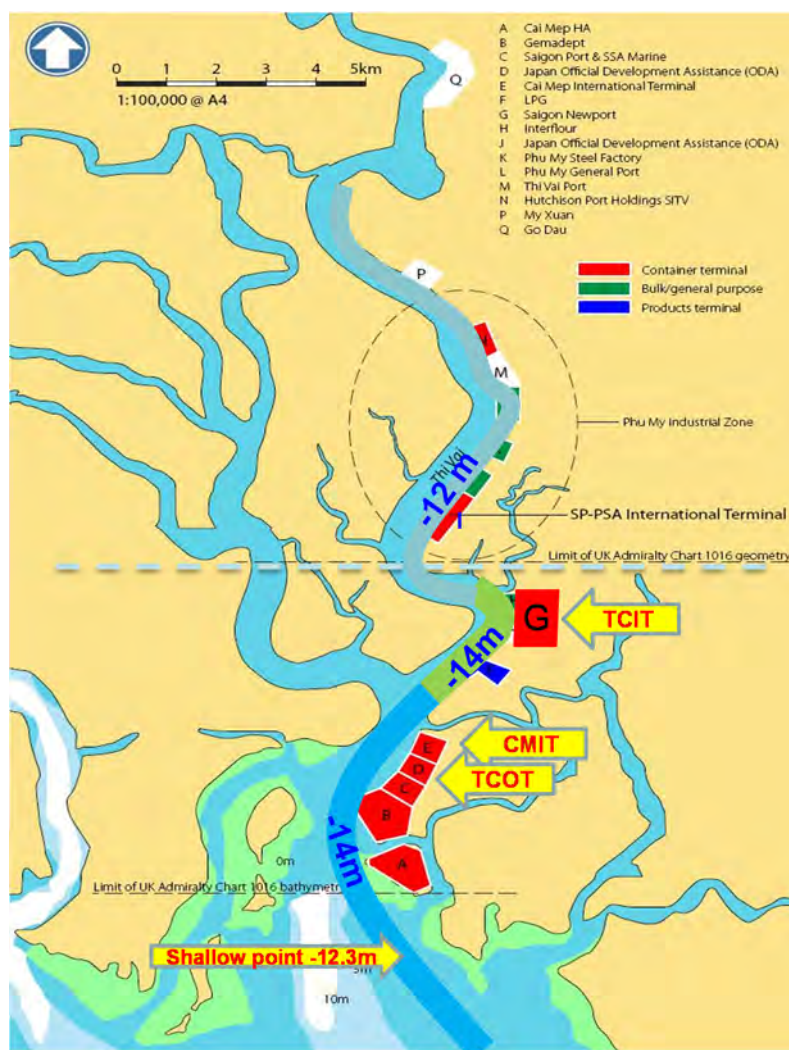 0 1 2 3 4 5km
1:100,000 @ A4
A Cai Mep HA
B Gemadept
C Saigon Port & SSA Marine
D Japan Official Development Assistance (ODA)
E Cai Mep International Terminal
F LPG
G Saigon Newport
H Interflour
J Japan Official Development Assistance (ODA)
K Phu My Steel Factory
L Phu My General Port
M Thi Vai Port
N Hutchison Port Holdings SITV
P My Xuan
Q Go Dau
Container terminal
Bulk/general purpose
Products terminal
Q
P
M
Phu My Industrial Zone
Thi Vai
-12 m
SP-PSA International Terminal
Limit of UK Admiralty Chart 1016 geometry
G
TCIT
-14m
E
CMIT
D
TCOT
C
B
-14m
A
0m
Limit of UK Admiralty Chart 1016 bathymetr
Shallow point -12.3m
10m